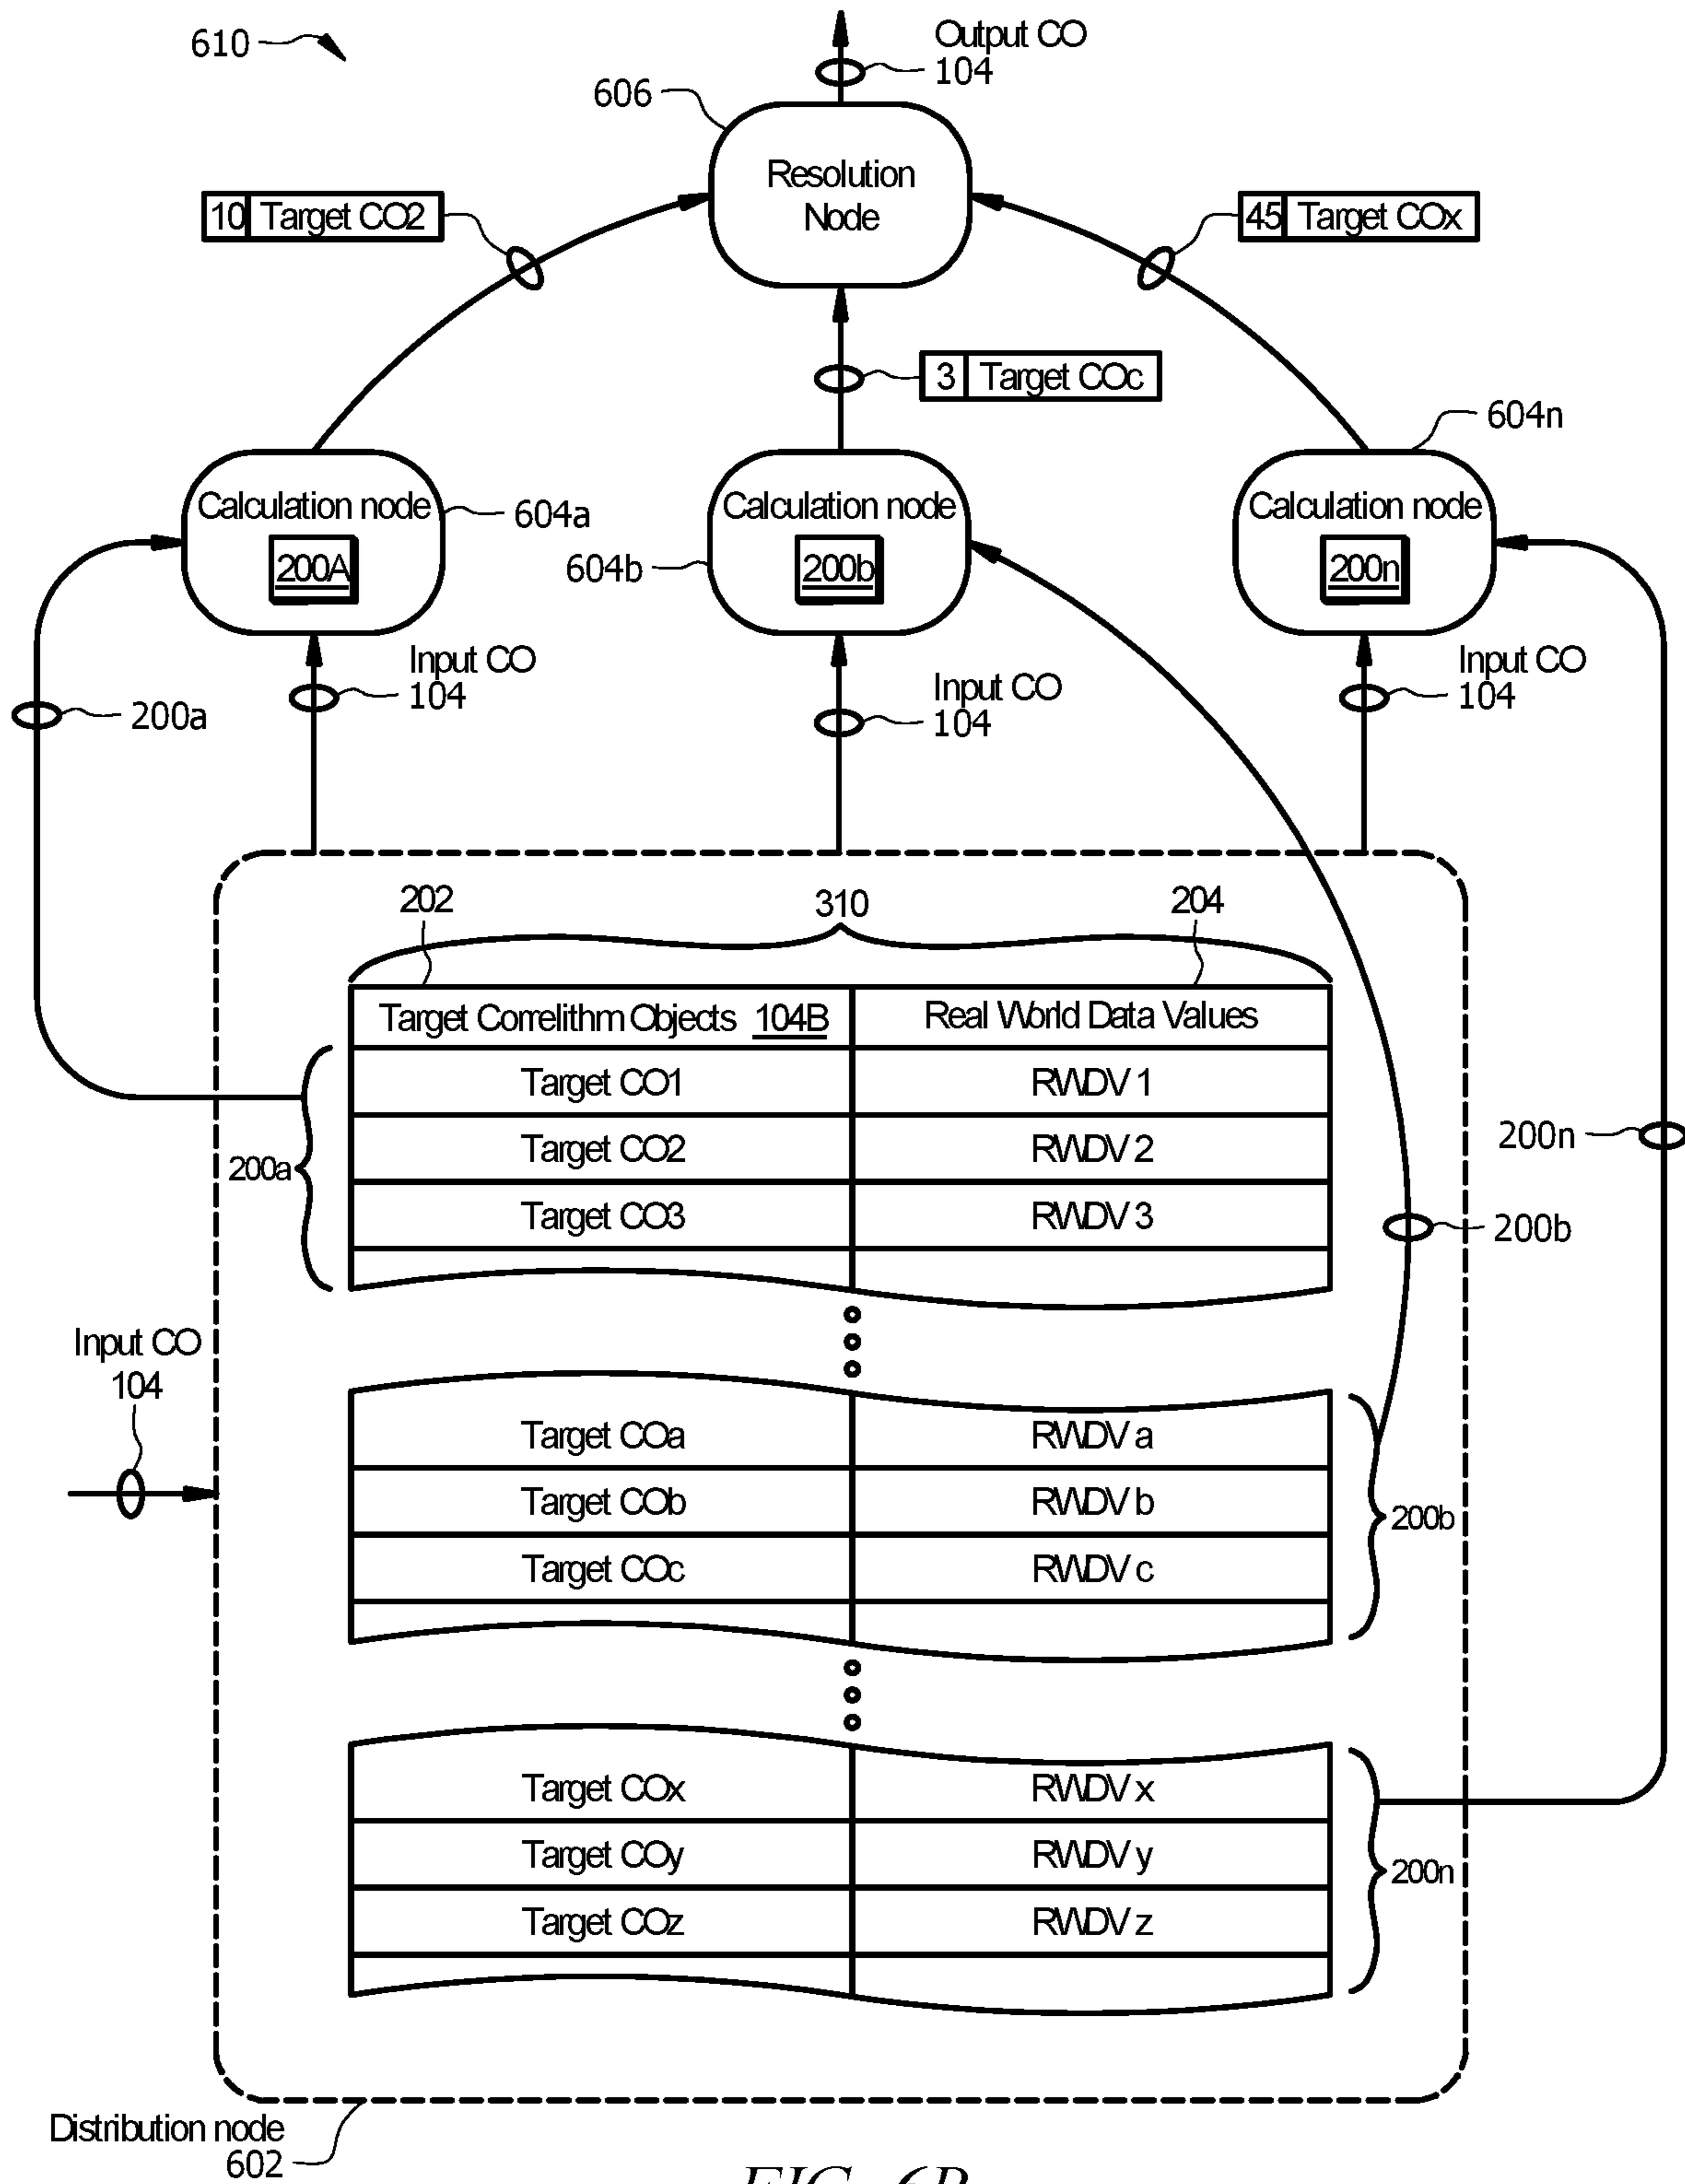 610
Output CO
104
606
Resolution
Node
10 Target CO2
45 Target COx
3 Target COc
604n
Calculation node
200A
604a
Calculation node
200b
604b
Calculation node
200n
Input CO
104
Input CO
104
Input CO
104
200a
202
310
204
Target Correlithm Objects 104B Real World Data Values
Target CO1 RWDV 1
Target CO2 RWDV 2
Target CO3 RWDV 3
200a
200n
200b
Input CO
104
Target COa RWDV a
Target COb RWDV b
Target COc RWDV c
200b
Target COx RWDV x
Target COy RWDV y
Target COz RWDV z
200n
Distribution node
602
FIG. 6B